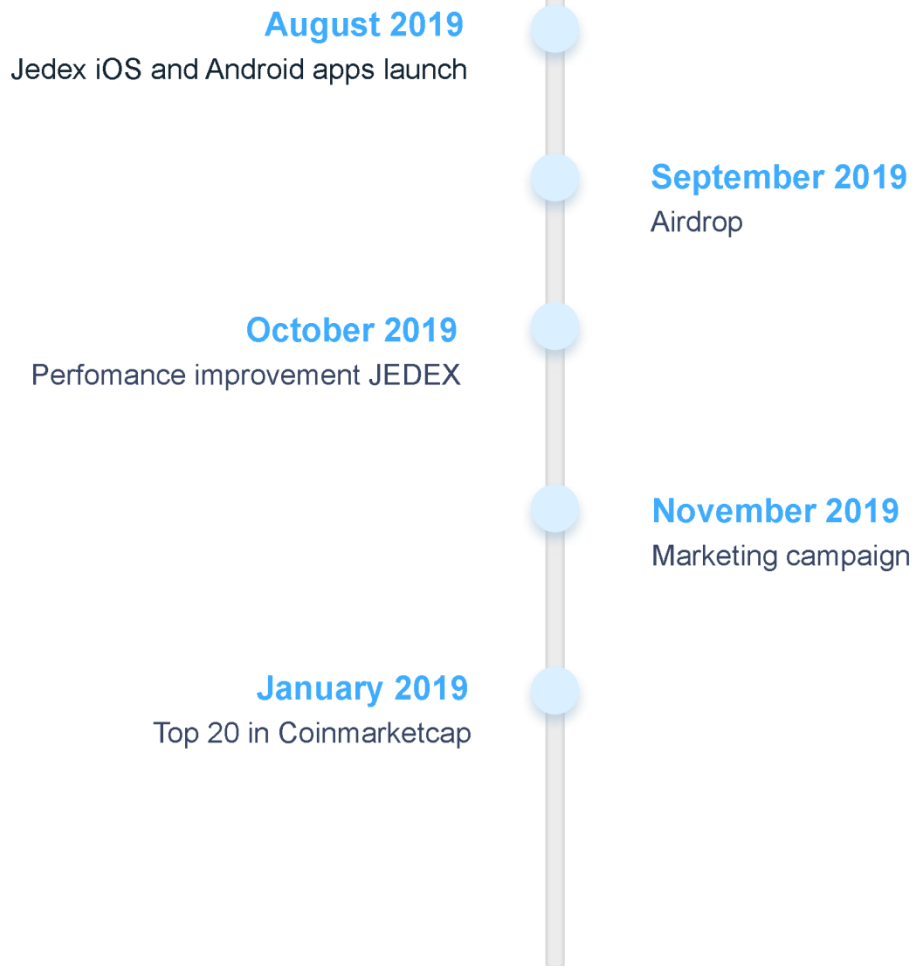 August 2019
Jedex iOS and Android apps launch
September 2019
Airdrop
October 2019
Perfomance improvement JEDEX
November 2019
Marketing campaign
January 2019
Top 20 in Coinmarketcap